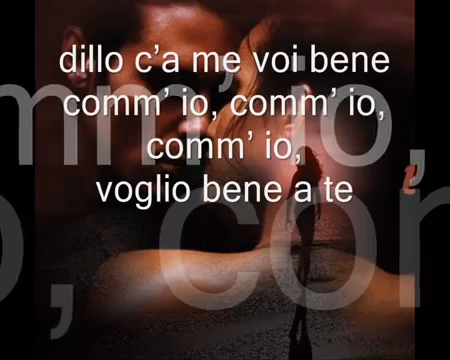 dillo c’a me voi bene
comm’ io, comm’ io,
comm’ io,
voglio bene a te